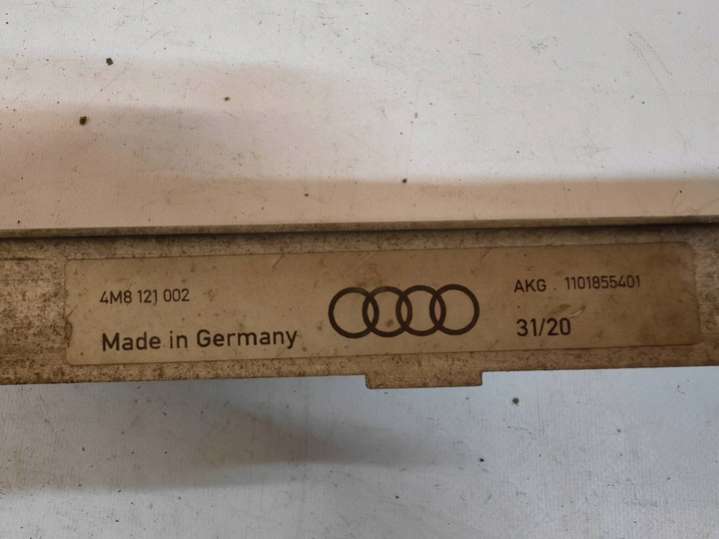 4M8 121 002
Made in Germany
AKG 1101855401
31/20